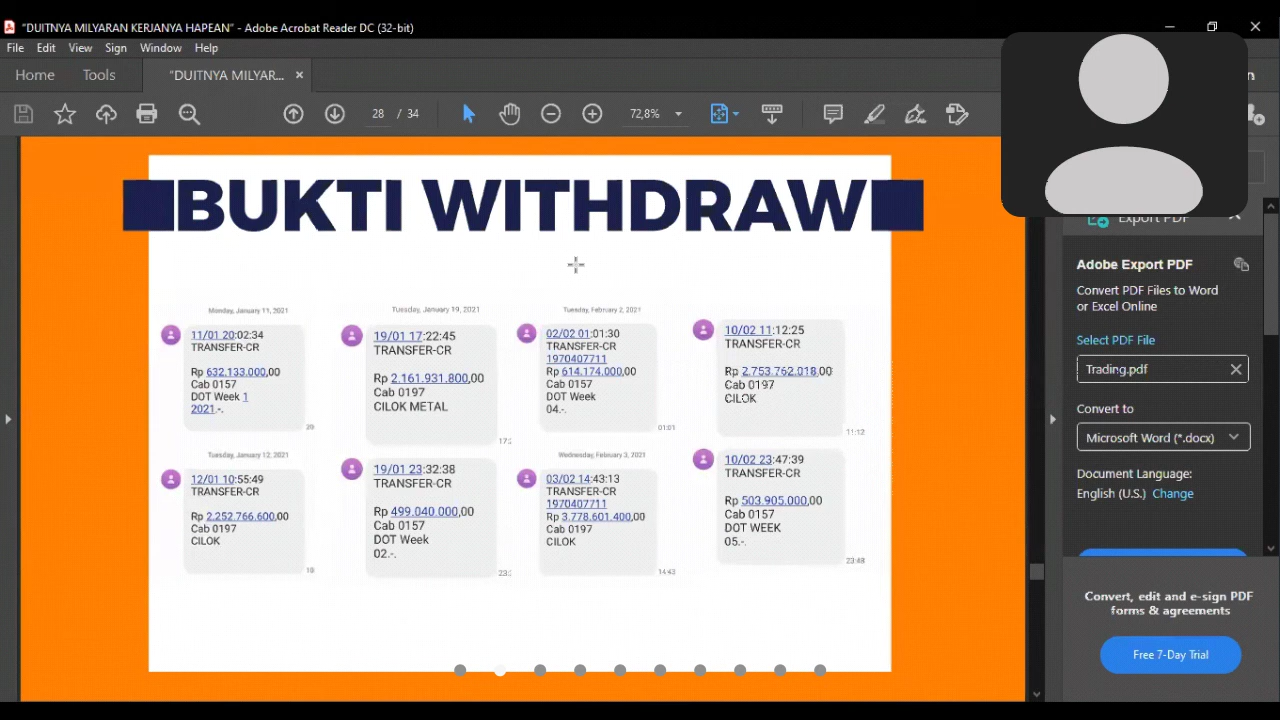 "DUITNYA MILYARAN KERJANYA HAPEAN" - Adobe Acrobat Reader DC (32-bit)
File Edit View Sign Window Help
Home Tools "DUITNYA MILYAR... ×
28 / 34 72,8%
BUKTI WITHDRAW
Monday, January 11, 2021
11/01 20:02:34
TRANSFER-CR
Rp 632.133.000,00
Cab 0157
DOT Week 1
2021.-.
Tuesday, January 12, 2021
12/01 10:55:49
TRANSFER-CR
Rp 2.252.766.600,00
Cab 0197
CILOK
Tuesday, January 19, 2021
19/01 17:22:45
TRANSFER-CR
Rp 2.161.931.800,00
Cab 0197
CILOK METAL
19/01 23:32:38
TRANSFER-CR
Rp 499.040.000,00
Cab 0157
DOT Week
02.-.
Tuesday, February 2, 2021
02/02 01:01:30
TRANSFER-CR
1970407711
Rp 614.174.000,00
Cab 0157
DOT Week
04.-.
01:01
Wednesday, February 3, 2021
03/02 14:43:13
TRANSFER-CR
1970407711
Rp 3.778.601.400,00
Cab 0197
CILOK
14:43
10/02 11:12:25
TRANSFER-CR
Rp 2.753.762.018,00
Cab 0197
CILOK
11:12
10/02 23:47:39
TRANSFER-CR
Rp 503.905.000,00
Cab 0157
DOT WEEK
05.-.
23:48
Export PDF
Adobe Export PDF
Convert PDF Files to Word
or Excel Online
Select PDF File
Trading.pdf
Convert to
Microsoft Word (*.docx)
Document Language:
English (U.S.) Change
Convert, edit and e-sign PDF
forms & agreements
Free 7-Day Trial